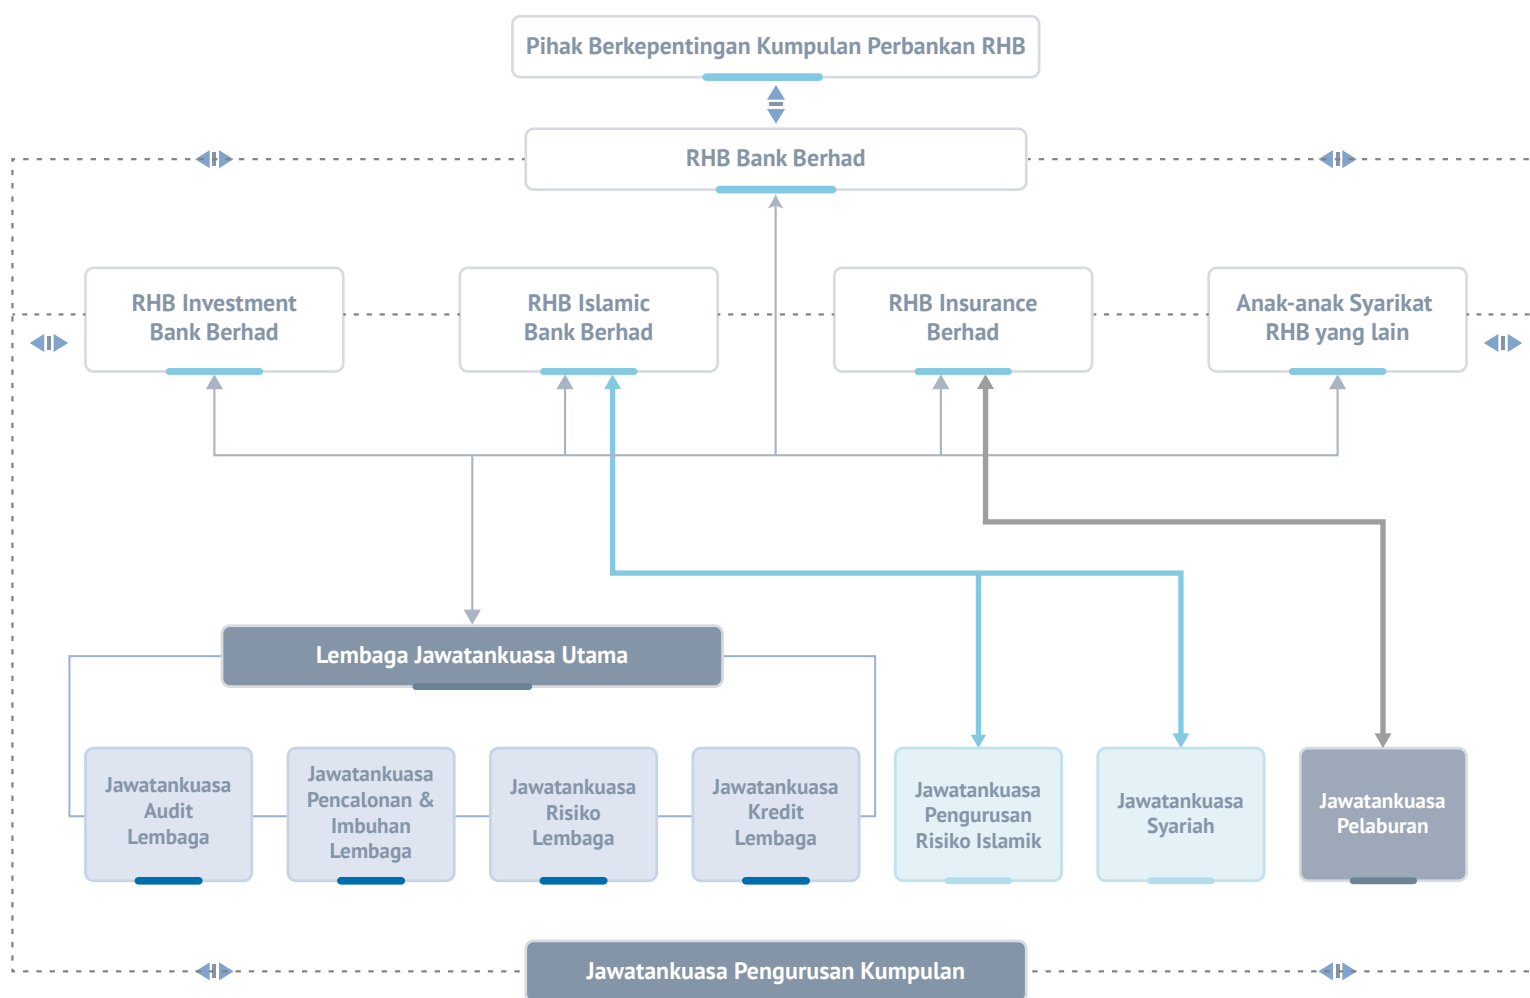 Pihak Berkepentingan Kumpulan Perbankan RHB
RHB Bank Berhad
RHB Investment
Bank Berhad
RHB Islamic
Bank Berhad
RHB Insurance
Berhad
Anak-anak Syarikat
RHB yang lain
Lembaga Jawatankuasa Utama
Jawatankuasa
Audit
Lembaga
Jawatankuasa
Pencalonan &
Imbuhan
Lembaga
Jawatankuasa
Risiko
Lembaga
Jawatankuasa
Kredit
Lembaga
Jawatankuasa
Pengurusan
Risiko Islamik
Jawatankuasa
Syariah
Jawatankuasa
Pelaburan
Jawatankuasa Pengurusan Kumpulan